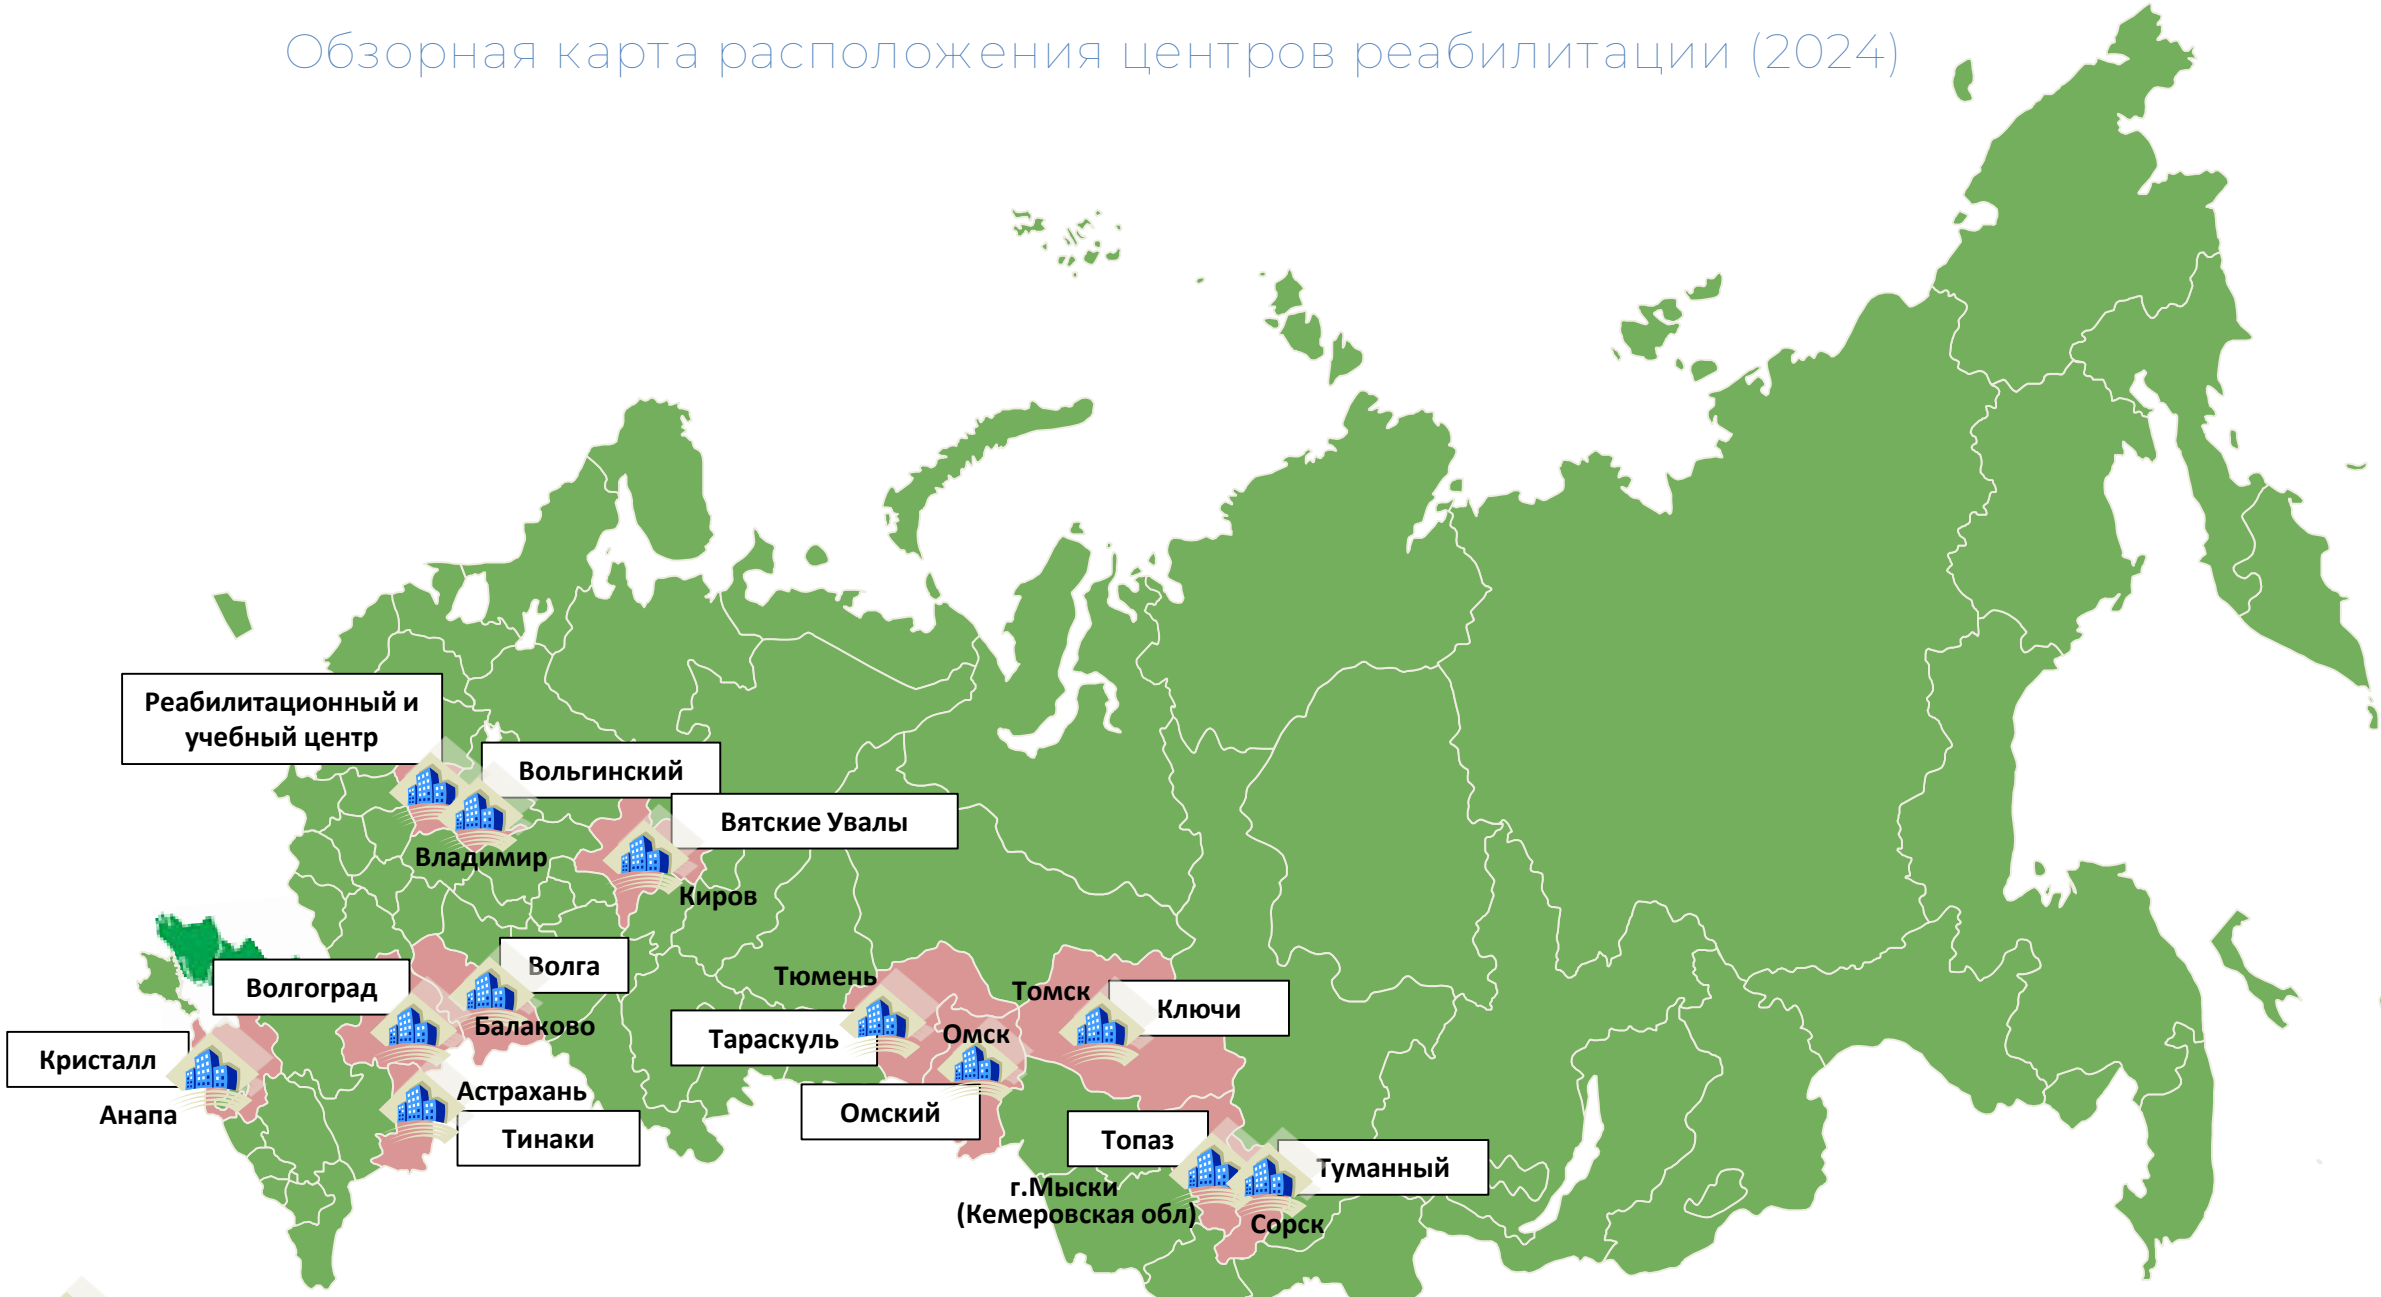 Обзорная карта расположения центров реабилитации (2024)
Реабилитационный и
учебный центр
Вольгинский
Вятские Увалы
Владимир
Киров
Волга
Волгоград
Балаково
Кристалл
Анапа
Астрахань
Тинаки
Тюмень
Тараскуль
Омск
Омский
Томск
Ключи
Топаз
Туманный
г.Мыски
(Кемеровская обл)
Сорск